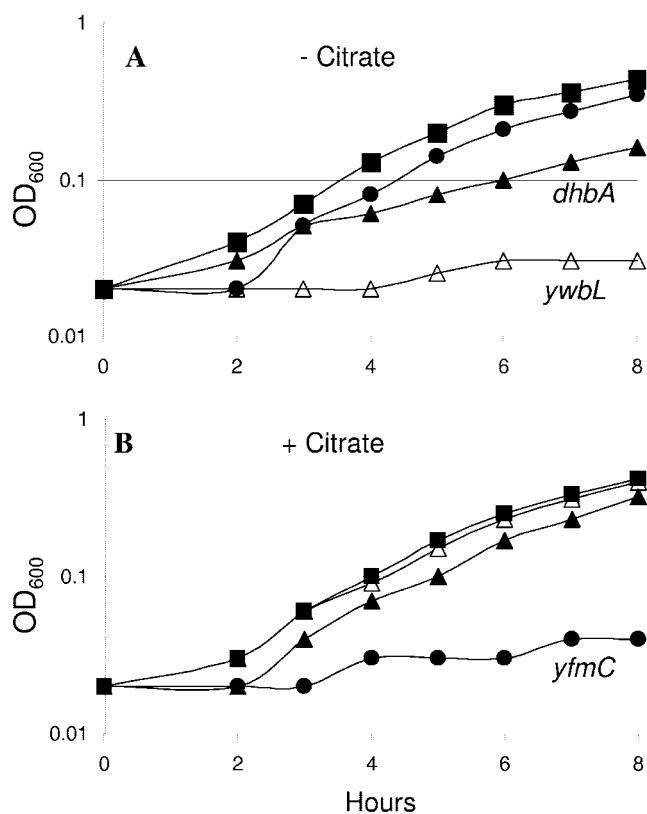 A
- Citrate
1
OD600
0.1
dhbA
ywbL
0.01
0 2 4 6 8
B
+ Citrate
1
OD600
0.1
yfmC
0.01
0 2 4 6 8
Hours